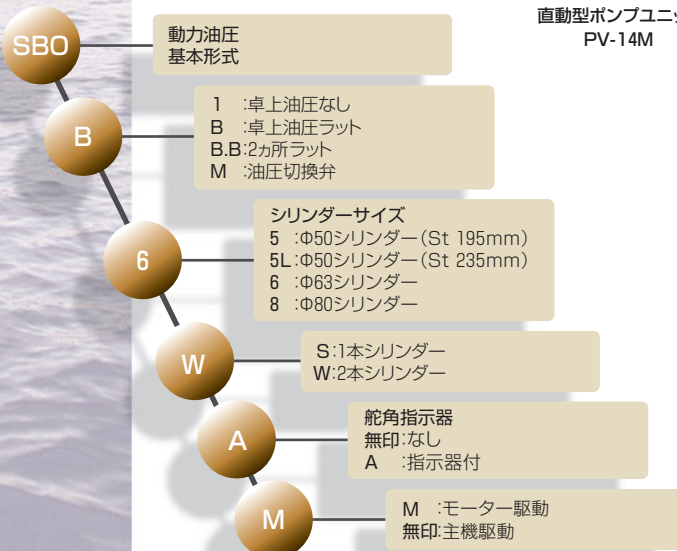 直動型ポンプユニッ
PV-14M
SBO
動力油圧
基本形式
B
1 :卓上油圧なし
B :卓上油圧ラット
B.B:2ヵ所ラット
M :油圧切換弁
6
シリンダーサイズ
5 :Φ50シリンダー(St 195mm)
5L:Φ50シリンダー(St 235mm)
6 :Φ63シリンダー
8 :Φ80シリンダー
W
S:1本シリンダー
W:2本シリンダー
A
舵角指示器
無印:なし
A :指示器付
M
M :モーター駆動
無印:主機駆動